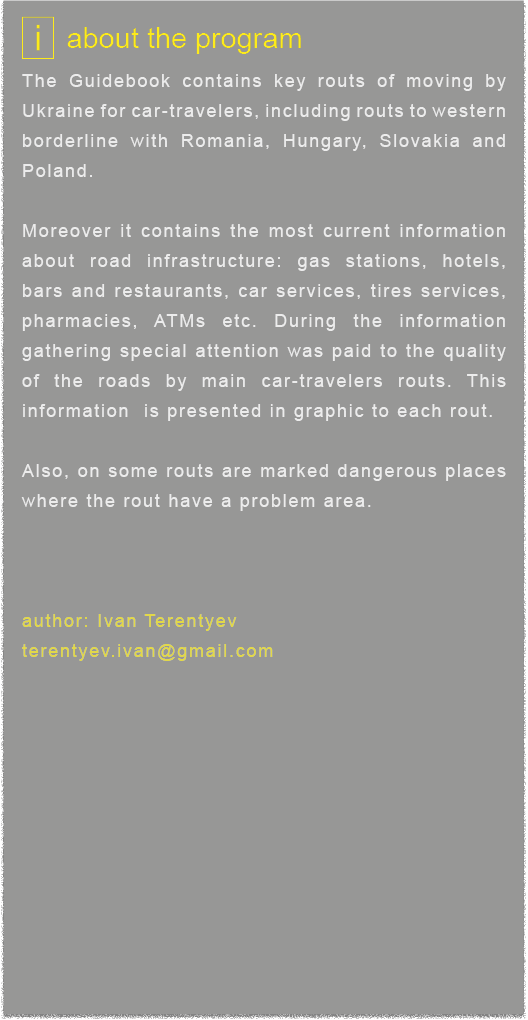 i about the program
The Guidebook contains key routs of moving by
Ukraine for car-travelers, including routs to western
borderline with Romania, Hungary, Slovakia and
Poland.
Moreover it contains the most current information
about road infrastructure: gas stations, hotels,
bars and restaurants, car services, tires services,
pharmacies, ATMs etc. During the information
gathering special attention was paid to the quality
of the roads by main car-travelers routs. This
information is presented in graphic to each rout.
Also, on some routs are marked dangerous places
where the rout have a problem area.
author: Ivan Terentyev
terentyev.ivan@gmail.com